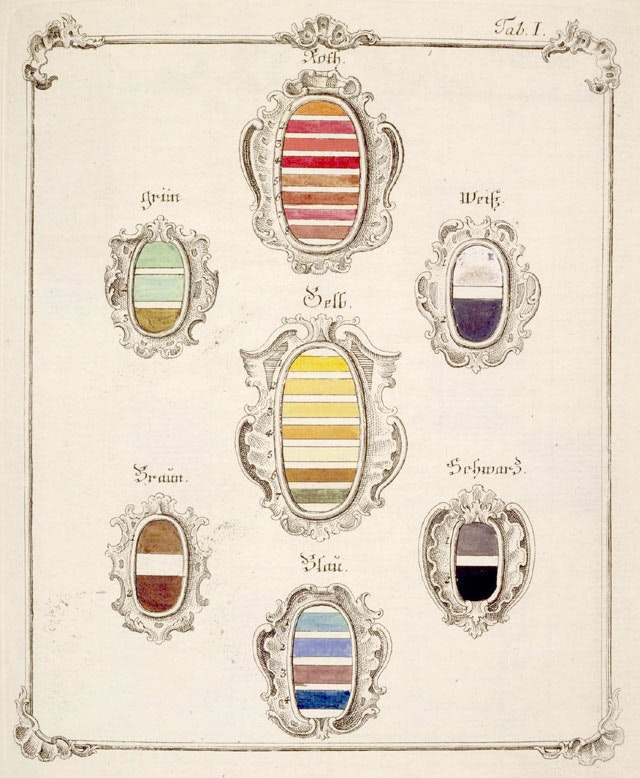 Tab. I.
Roth.
grün
Weiß.
Gelb.
Braun.
Schwarz.
Blau.